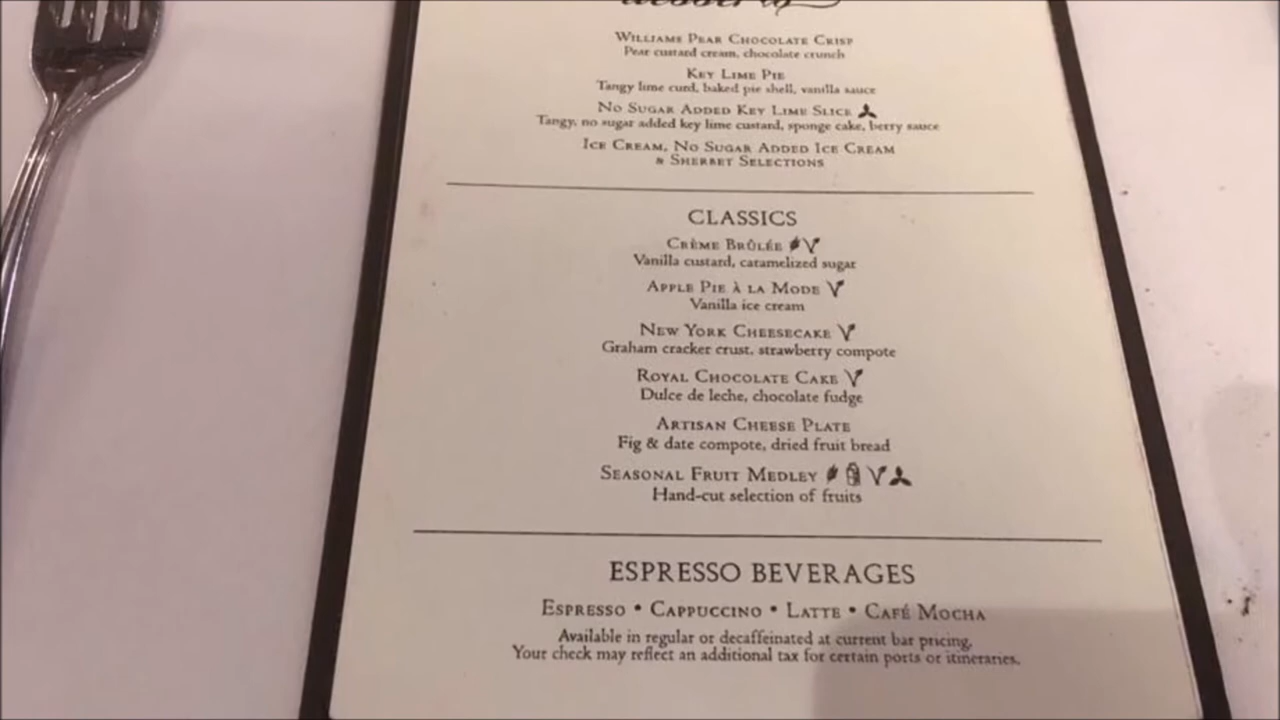 desserts
Williams Pear Chocolate Crisp
Pear custard cream, chocolate crunch
Key Lime Pie
Tangy lime curd, baked pie shell, vanilla sauce
No Sugar Added Key Lime Slice
Tangy, no sugar added key lime custard, sponge cake, berry sauce
Ice Cream, No Sugar Added Ice Cream
& Sherbet Selections
CLASSICS
Crème Brûlée
Vanilla custard, caramelized sugar
Apple Pie à la Mode
Vanilla ice cream
New York Cheesecake
Graham cracker crust, strawberry compote
Royal Chocolate Cake
Dulce de leche, chocolate fudge
Artisan Cheese Plate
Fig & date compote, dried fruit bread
Seasonal Fruit Medley
Hand-cut selection of fruits
ESPRESSO BEVERAGES
Espresso • Cappuccino • Latte • Café Mocha
Available in regular or decaffeinated at current bar pricing.
Your check may reflect an additional tax for certain ports or itineraries.